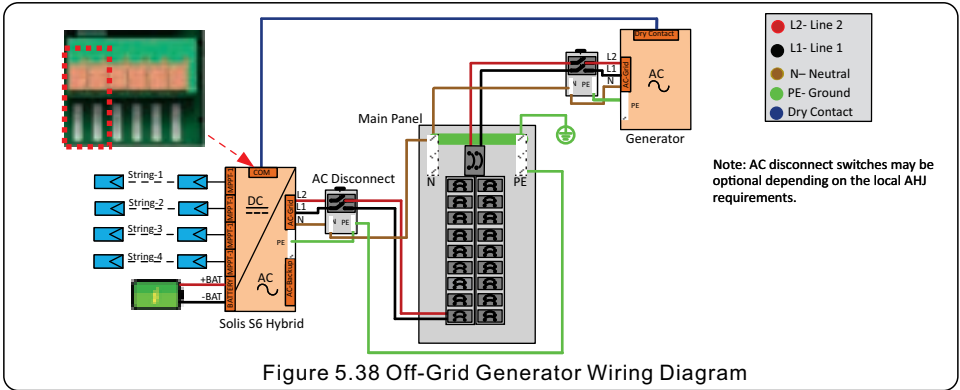 L2- Line 2
L1- Line 1
N– Neutral
PE- Ground
Dry Contact
Note: AC disconnect switches may be
optional depending on the local AHJ
requirements.
Dry Contact
L2
L1
N
AC-Grid
AC
PE
N PE
Generator
Main Panel
N
PE
COM
AC Disconnect
String-1
String-2
String-3
String-4
MPPT-1
MPPT-1
MPPT-1
MPPT-1
DC
AC
L2
L1
N
AC-Grid
PE
N PE
AC-Backup
+BAT
-BAT
BATTERY
Solis S6 Hybrid
Figure 5.38 Off-Grid Generator Wiring Diagram